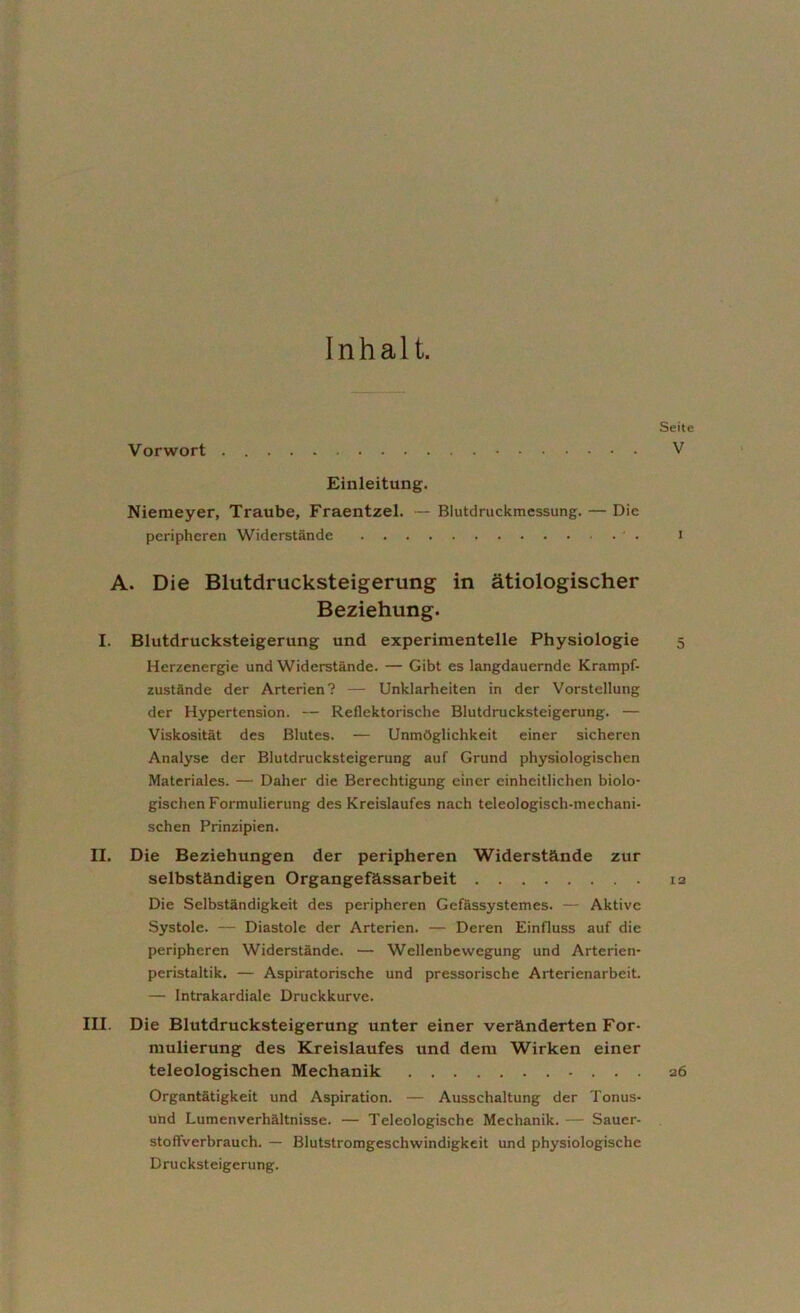 Inhalt.
Seite
Vorwort . . . . . . . . . . . . . . . . . . . V
Einleitung.
Niemeyer, Traube, Fraentzel. — Blutdruckmessung. — Die
peripheren Widerstände . . . . . . . . . . . . . 1
A. Die Blutdrucksteigerung in ätiologischer
Beziehung.
I. Blutdrucksteigerung und experimentelle Physiologie 5
Herzenergie und Widerstände. — Gibt es langdauernde Krampf-
zustände der Arterien? — Unklarheiten in der Vorstellung
der Hypertension. — Reflektorische Blutdrucksteigerung. —
Viskosität des Blutes. — Unmöglichkeit einer sicheren
Analyse der Blutdrucksteigerung auf Grund physiologischen
Materiales. — Daher die Berechtigung einer einheitlichen biolo-
gischen Formulierung des Kreislaufes nach teleologisch-mechani-
schen Prinzipien.
II. Die Beziehungen der peripheren Widerstände zur
selbständigen Organgefässarbeit . . . . . . . . 12
Die Selbständigkeit des peripheren Gefässystemes. — Aktive
Systole. — Diastole der Arterien. — Deren Einfluss auf die
peripheren Widerstände. — Wellenbewegung und Arterien-
peristaltik. — Aspiratorische und pressorische Arterienarbeit.
— Intrakardiale Druckkurve.
III. Die Blutdrucksteigerung unter einer veränderten For-
mulierung des Kreislaufes und dem Wirken einer
teleologischen Mechanik . . . . . . . . . . . 26
Organtätigkeit und Aspiration. — Ausschaltung der Tonus-
und Lumenverhältnisse. — Teleologische Mechanik. — Sauer-
stoffverbrauch. — Blutstromgeschwindigkeit und physiologische
Drucksteigerung.